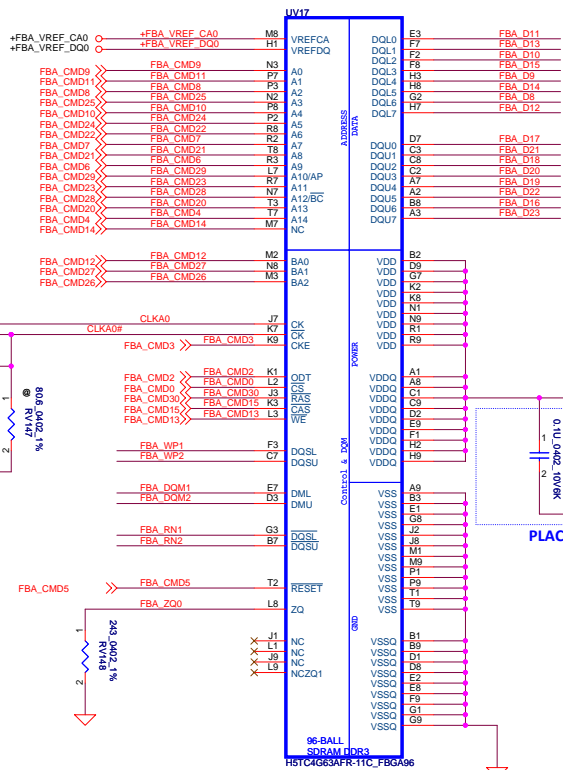 UV17
+FBA_VREF_CA0 +FBA_VREF_CA0 M8 VREFCA E3 DQL0 FBA_D11
+FBA_VREF_DQ0 +FBA_VREF_DQ0 H1 VREFDQ F7 DQL1 FBA_D13
F2 DQL2 FBA_D10
FBA_CMD9 FBA_CMD9 N3 A0 F8 DQL3 FBA_D15
FBA_CMD11 FBA_CMD11 P7 A1 H3 DQL4 FBA_D9
FBA_CMD8 FBA_CMD8 P3 A2 H8 DQL5 FBA_D14
FBA_CMD25 FBA_CMD25 N2 A3 G2 DQL6 FBA_D8
FBA_CMD10 FBA_CMD10 P8 A4 H7 DQL7 FBA_D12
FBA_CMD24 FBA_CMD24 P2 A5
FBA_CMD22 FBA_CMD22 R8 A6
FBA_CMD7 FBA_CMD7 R2 A7 D7 DQU0 FBA_D17
FBA_CMD21 FBA_CMD21 T8 A8 C3 DQU1 FBA_D21
FBA_CMD6 FBA_CMD6 R3 A9 C8 DQU2 FBA_D18
FBA_CMD29 FBA_CMD29 L7 A10/AP C2 DQU3 FBA_D20
FBA_CMD23 FBA_CMD23 R7 A11 A7 DQU4 FBA_D19
FBA_CMD28 FBA_CMD28 N7 A12/BC A2 DQU5 FBA_D22
FBA_CMD20 FBA_CMD20 T3 A13 B8 DQU6 FBA_D16
FBA_CMD4 FBA_CMD4 T7 A14 A3 DQU7 FBA_D23
FBA_CMD14 FBA_CMD14 M7 NC
ADDRESS
DATA
FBA_CMD12 FBA_CMD12 M2 BA0 B2 VDD
FBA_CMD27 FBA_CMD27 N8 BA1 D9 VDD
FBA_CMD26 FBA_CMD26 M3 BA2 G7 VDD
K2 VDD
K8 VDD
N1 VDD
CLKA0 J7 CK N9 VDD
CLKA0# K7 CK R1 VDD
FBA_CMD3 FBA_CMD3 K9 CKE R9 VDD
POWER
FBA_CMD2 FBA_CMD2 K1 ODT A1 VDDQ
FBA_CMD0 FBA_CMD0 L2 CS A8 VDDQ
FBA_CMD30 FBA_CMD30 J3 RAS C1 VDDQ
FBA_CMD15 FBA_CMD15 K3 CAS C9 VDDQ
FBA_CMD13 FBA_CMD13 L3 WE D2 VDDQ
E9 VDDQ
F1 VDDQ
FBA_WP1 F3 DQSL H2 VDDQ
FBA_WP2 C7 DQSU H9 VDDQ
Control & DQM
1
@
806_0402_1%
RV147
2
0.1U_0402_10V6K
1
2
PLAC
FBA_DQM1 E7 DML A9 VSS
FBA_DQM2 D3 DMU B3 VSS
E1 VSS
G8 VSS
FBA_RN1 G3 DQSL J2 VSS
FBA_RN2 B7 DQSU J8 VSS
M1 VSS
M9 VSS
P1 VSS
FBA_CMD5 FBA_CMD5 T2 RESET P9 VSS
T1 VSS
FBA_ZQ0 L8 ZQ T9 VSS
GND
1
243_0402_1%
RV148
2
J1 NC B1 VSSQ
L1 NC B9 VSSQ
J9 NC D1 VSSQ
L9 NCZQ1 D8 VSSQ
E2 VSSQ
E8 VSSQ
F9 VSSQ
G1 VSSQ
G9 VSSQ
96-BALL
SDRAM DDR3
H5TC4G63AFR-11C_FBGA96